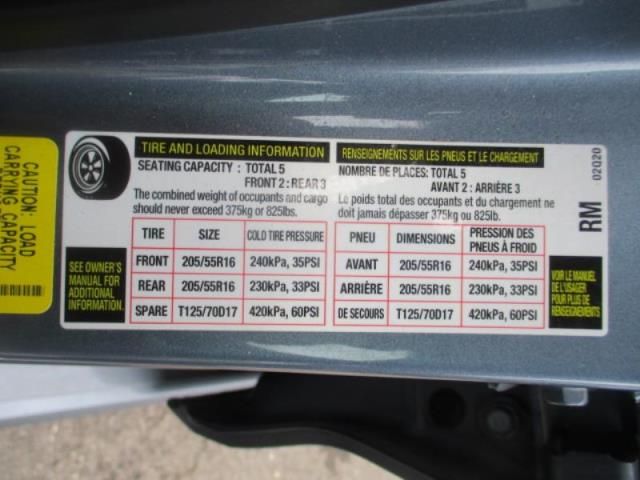 CAUTION: LOAD
CARRYING CAPACITY
TIRE AND LOADING INFORMATION
SEATING CAPACITY : TOTAL 5
FRONT 2 : REAR 3
The combined weight of occupants and cargo
should never exceed 375kg or 825lbs.
TIRE SIZE COLD TIRE PRESSURE
FRONT 205/55R16 240kPa, 35PSI
REAR 205/55R16 230kPa, 33PSI
SPARE T125/70D17 420kPa, 60PSI
SEE OWNER'S
MANUAL FOR
ADDITIONAL
INFORMATION
RENSEIGNEMENTS SUR LES PNEUS ET LE CHARGEMENT
NOMBRE DE PLACES: TOTAL 5
AVANT 2 : ARRIÈRE 3
Le poids total des occupants et du chargement ne
doit jamais dépasser 375kg ou 825lbs.
PNEU DIMENSIONS PRESSION DES
PNEUS À FROID
AVANT 205/55R16 240kPa, 35PSI
ARRIÈRE 205/55R16 230kPa, 33PSI
DE SECOURS T125/70D17 420kPa, 60PSI
VOIR LE MANUEL
DE L'USAGER
POUR PLUS DE
RENSEIGNEMENTS
RM 02Q20